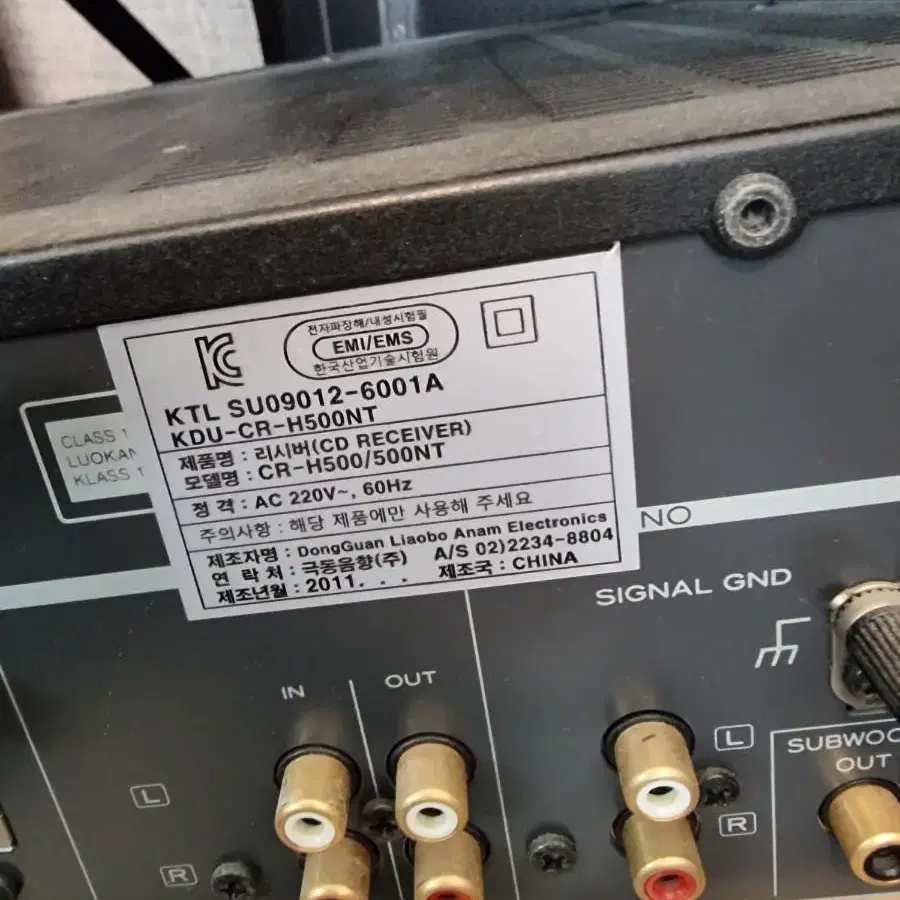 KC
전자파장해/내성시험필
EMI/EMS
한국산업기술시험원
KTL SU09012-6001A
KDU-CR-H500NT
제품명 : 리시버(CD RECEIVER)
모델명 : CR-H500/500NT
정 격 : AC 220V~, 60Hz
주의사항 : 해당 제품에만 사용해 주세요
제조자명 : DongGuan Liaobo Anam Electronics
연 락 처 : 극동음향(주) A/S 02)2234-8804
제조년월 : 2011. . . 제조국 : CHINA
CLASS 1
LUOKAN
KLASS 1
NO
SIGNAL GND
IN
OUT
L
R
L
R
SUBWOO
OUT